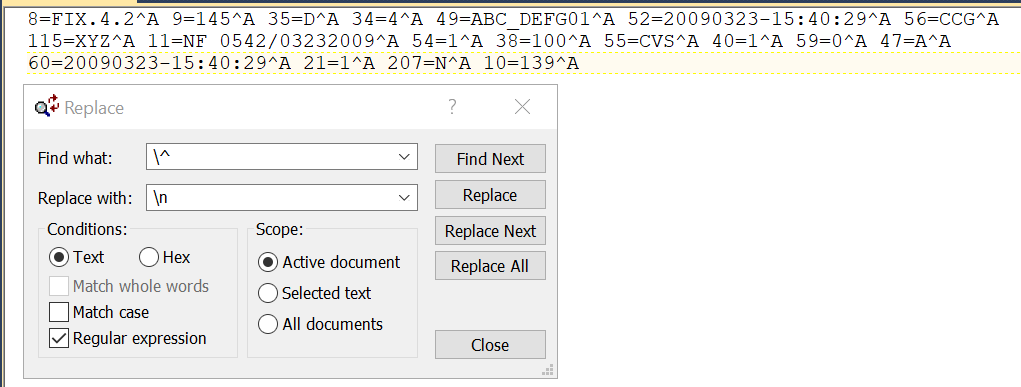 8=FIX.4.2^A 9=145^A 35=D^A 34=4^A 49=ABC_DEFG01^A 52=20090323-15:40:29^A 56=CCG^A
115=XYZ^A 11=NF 0542/03232009^A 54=1^A 38=100^A 55=CVS^A 40=1^A 59=0^A 47=A^A
60=20090323-15:40:29^A 21=1^A 207=N^A 10=139^A
Replace
?
Find what: \^ Find Next
Replace with: \n Replace
Replace Next
Conditions: Scope:
Text Hex Active document Replace All
Match whole words Selected text
Match case All documents
Regular expression Close